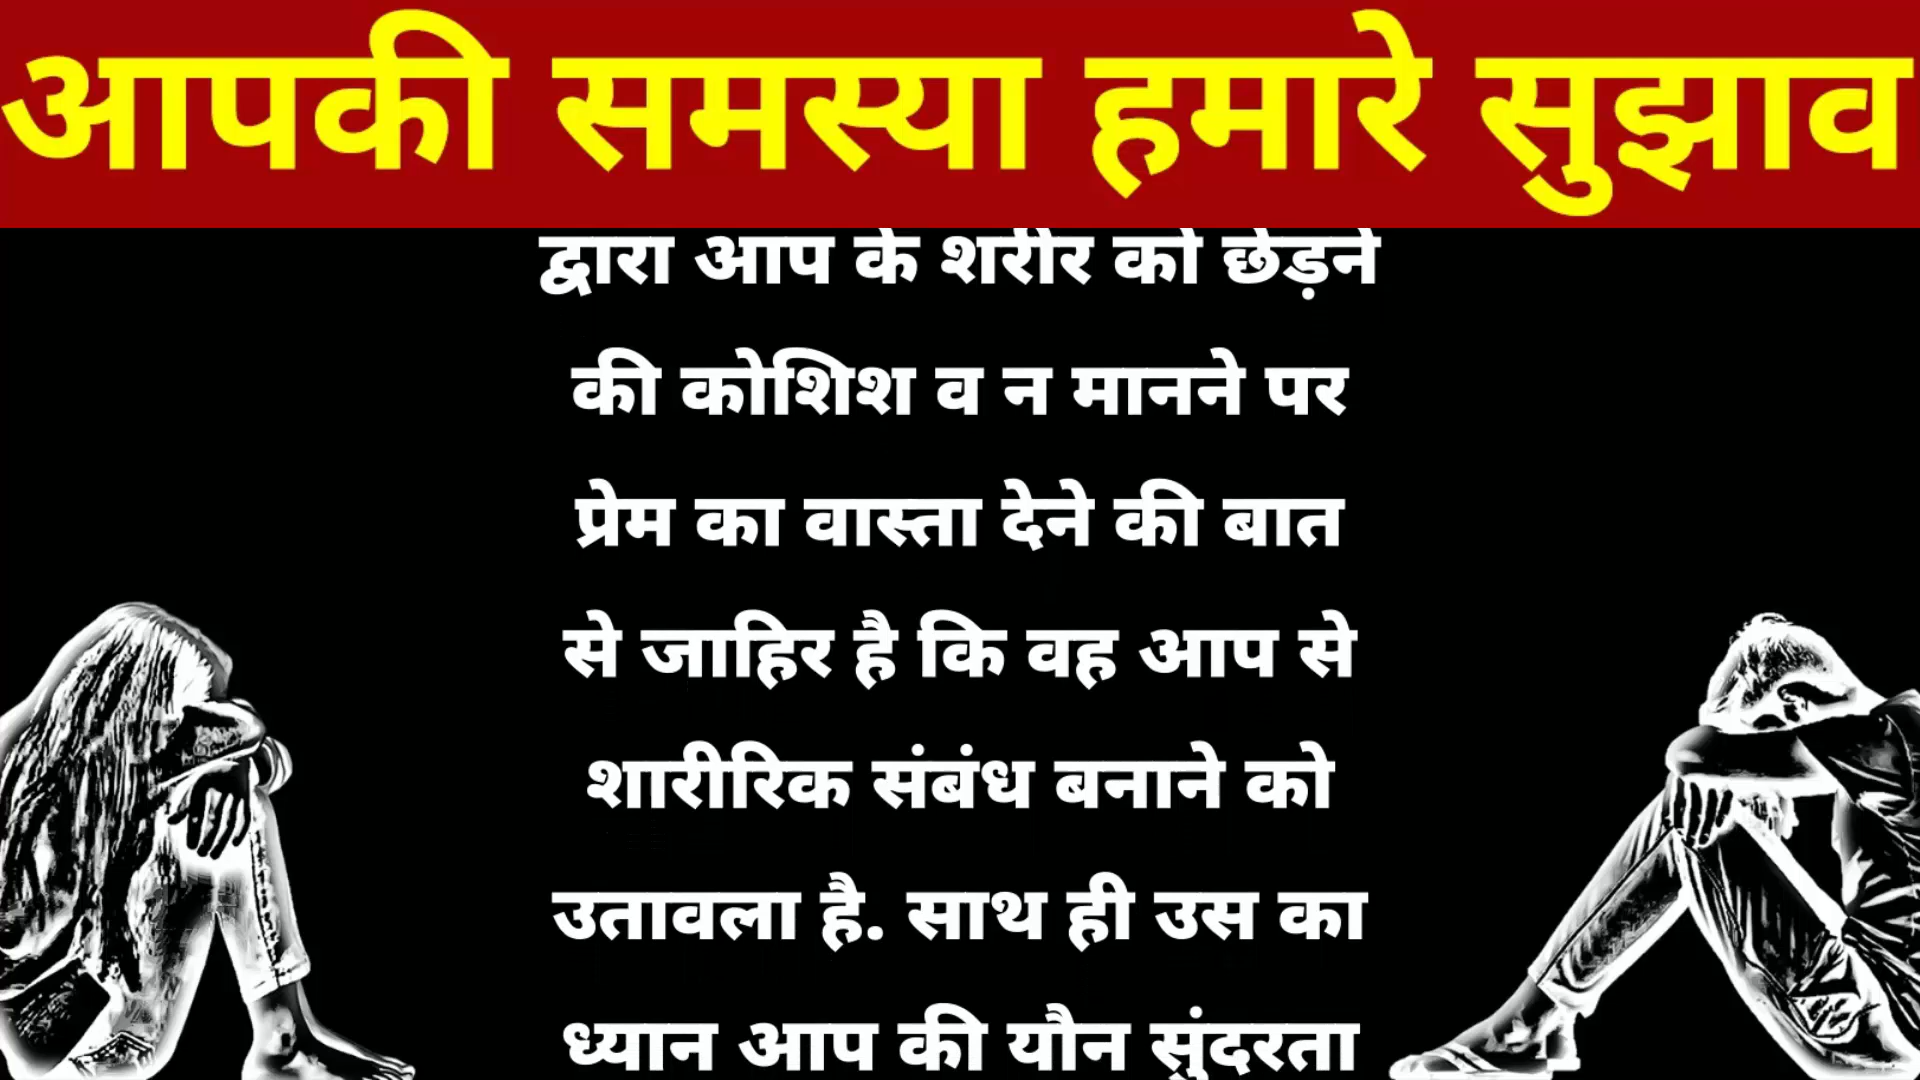 आपकी समस्या हमारे सुझाव
द्वारा आप के शरीर को छेड़ने
की कोशिश व न मानने पर
प्रेम का वास्ता देने की बात
से जाहिर है कि वह आप से
शारीरिक संबंध बनाने को
उतावला है. साथ ही उस का
ध्यान आप की यौन सुंदरता